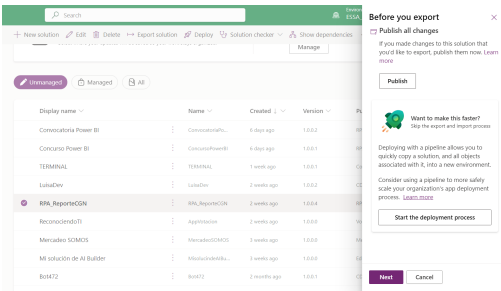 Search
Environ
ESSA_
New solution Edit Delete Export solution Deploy Solution checker Show dependencies
Manage
Unmanaged Managed All
Display name Name Created Version Pu
Convocatoria Power BI ConvocatoriaPo... 6 days ago 1.0.0.2
Concurso Power BI ConcursoPowerBI 6 days ago 1.0.0.1
TERMINAL TERMINAL 1 week ago 1.0.0.1
LuisaDev LuisaDev 2 weeks ago 1.0.0.2
RPA_ReporteCGN RPA_ReporteCGN 2 weeks ago 1.0.0.4
ReconociendoTI AppVotacion 2 weeks ago 1.0.0.0
Mercadeo SOMOS MercadeoSOMOS 3 weeks ago 1.0.0.0
Mi solución de AI Builder 3 weeks ago 1.0.0.0
Bot472 Bot472 2 months ago 1.0.0.1
Before you export
Publish all changes
If you made changes to this solution that
you'd like to export, publish them now. Learn
more
Publish
Want to make this faster?
Skip the export and import process
Deploying with a pipeline allows you to
quickly copy a solution, and all objects
associated with it, into a new environment.
Consider using a pipeline to more safely
scale your organization's app deployment
process. Learn more
Start the deployment process
Next Cancel